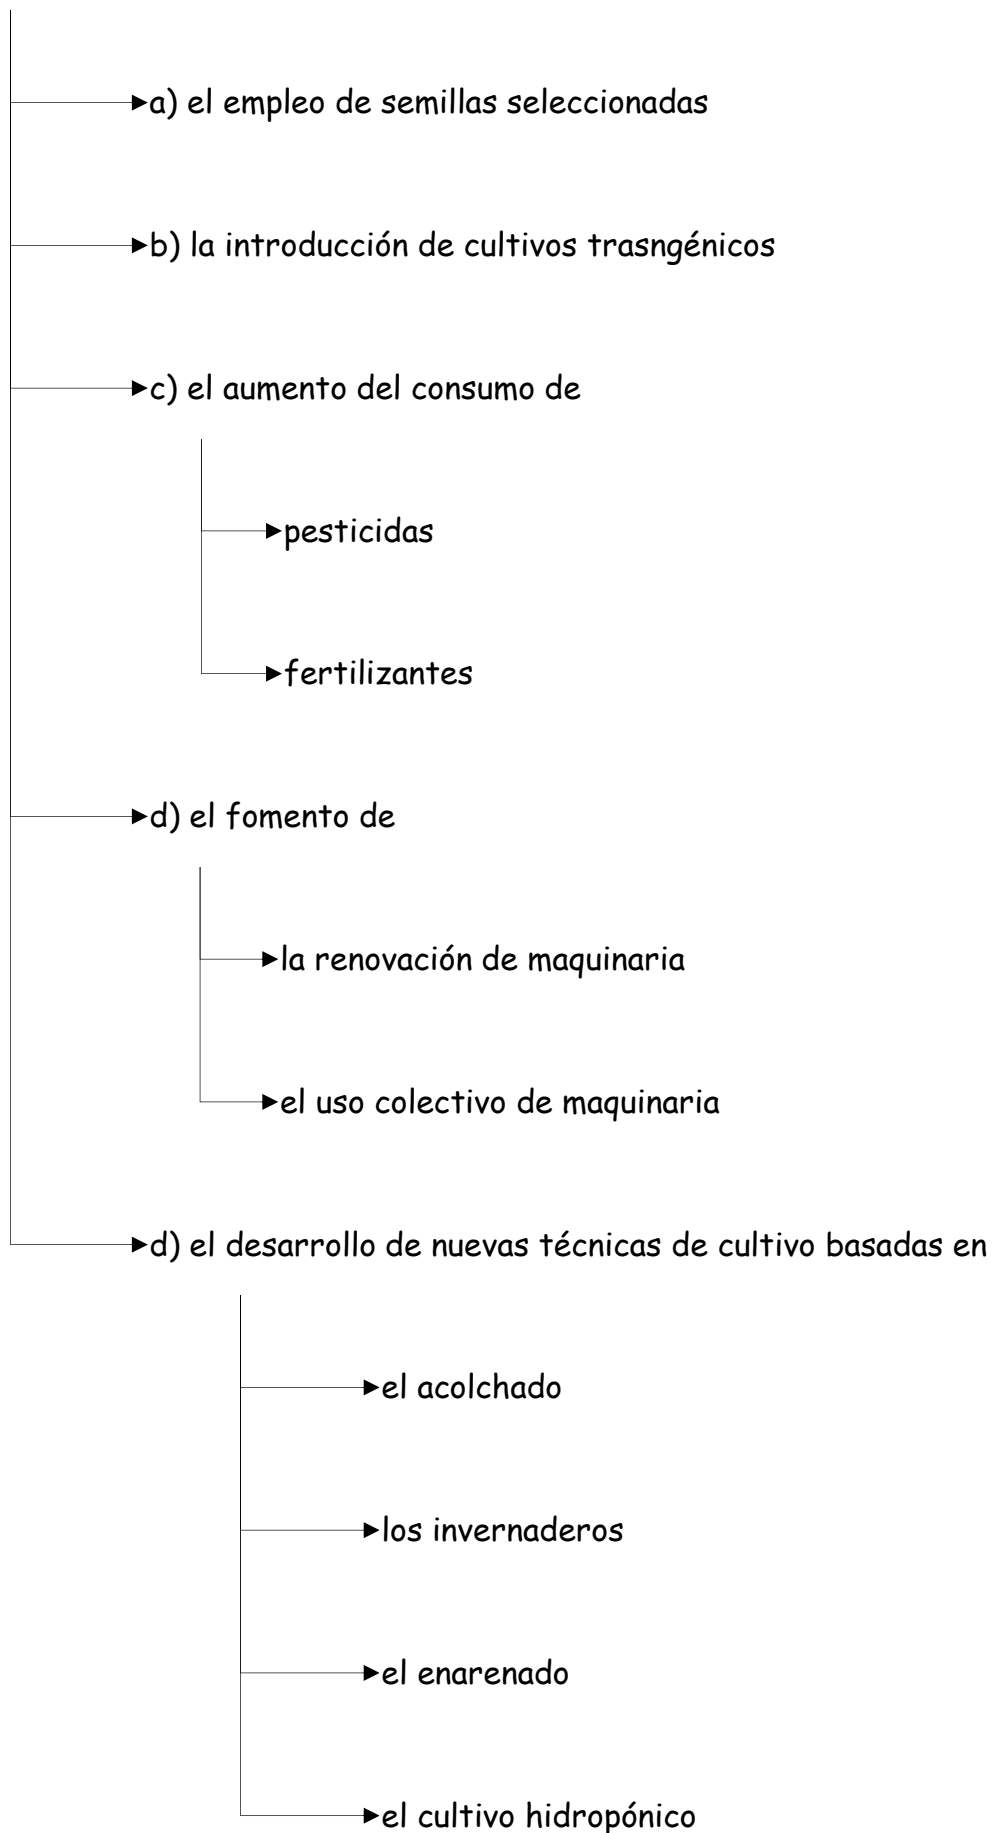 a) el empleo de semillas seleccionadas
b) la introducción de cultivos trasngénicos
c) el aumento del consumo de
pesticidas
fertilizantes
d) el fomento de
la renovación de maquinaria
el uso colectivo de maquinaria
d) el desarrollo de nuevas técnicas de cultivo basadas en
el acolchado
los invernaderos
el enarenado
el cultivo hidropónico